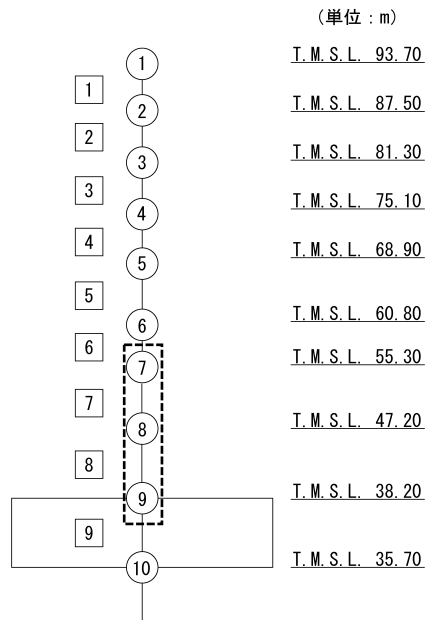 (単位：m)
① T.M.S.L. 93.70
1
② T.M.S.L. 87.50
2
③ T.M.S.L. 81.30
3
④ T.M.S.L. 75.10
4
⑤ T.M.S.L. 68.90
5
⑥ T.M.S.L. 60.80
6
⑦ T.M.S.L. 55.30
7
⑧ T.M.S.L. 47.20
8
⑨ T.M.S.L. 38.20
9
⑩ T.M.S.L. 35.70